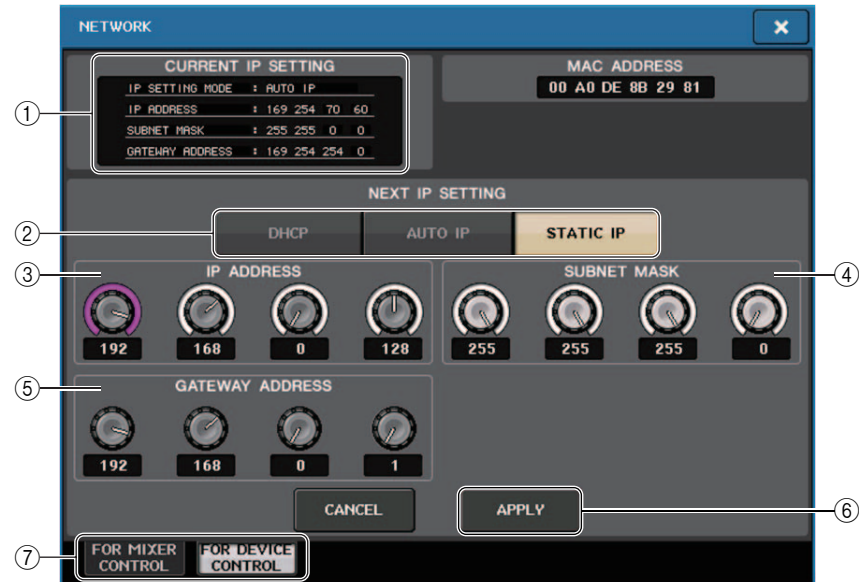 NETWORK
CURRENT IP SETTING
IP SETTING MODE : AUTO IP
IP ADDRESS : 169 254 70 60
SUBNET MASK : 255 255 0 0
GATEWAY ADDRESS : 169 254 254 0
MAC ADDRESS
00 A0 DE 8B 29 81
①
NEXT IP SETTING
② DHCP AUTO IP STATIC IP
③ IP ADDRESS
192 168 0 128
SUBNET MASK ④
255 255 255 0
⑤ GATEWAY ADDRESS
192 168 0 1
CANCEL APPLY ⑥
⑦ FOR MIXER CONTROL FOR DEVICE CONTROL